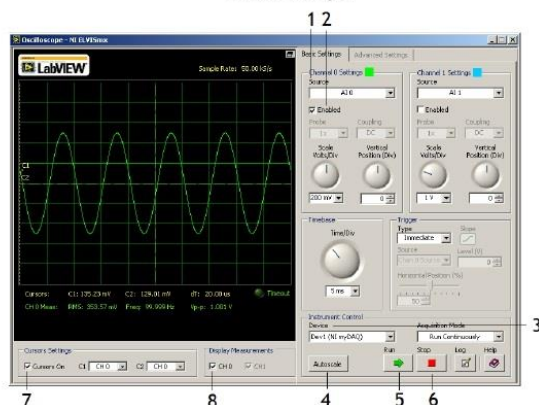 1 2
Oscilloscope - NI ELVISmx
LabVIEW
Sample Rate: 50.00 kS/s
Basic Settings Advanced Settings
Channel 0 Settings
Source
AI 0
Enabled
Probe Coupling
1x DC
Scale Volts/Div
Vertical Position (Div)
200 mV 0
Channel 1 Settings
Source
AI 1
Enabled
Probe Coupling
1x DC
Scale Volts/Div
Vertical Position (Div)
1 V 0
C1
C2
Timebase
Time/Div
5 ms
Trigger
Type Slope
Immediate
Source Level (V)
Chan 0 Source 0
Horizontal Position (%)
50
Cursors: C1: 135.23 mV C2: 129.01 mV dT: 20.00 us Timeout
CH 0 Meas: RMS: 353.57 mV Freq: 99.999 Hz Vp-p: 1.001 V
Instrument Control
Device Acquisition Mode
Dev1 (NI myDAQ) Run Continuously
Run Stop Log Help
Autoscale
Cursors Settings
Cursors On C1 CH 0 C2 CH 0
Display Measurements
CH 0 CH 1
3
7 8 4 5 6